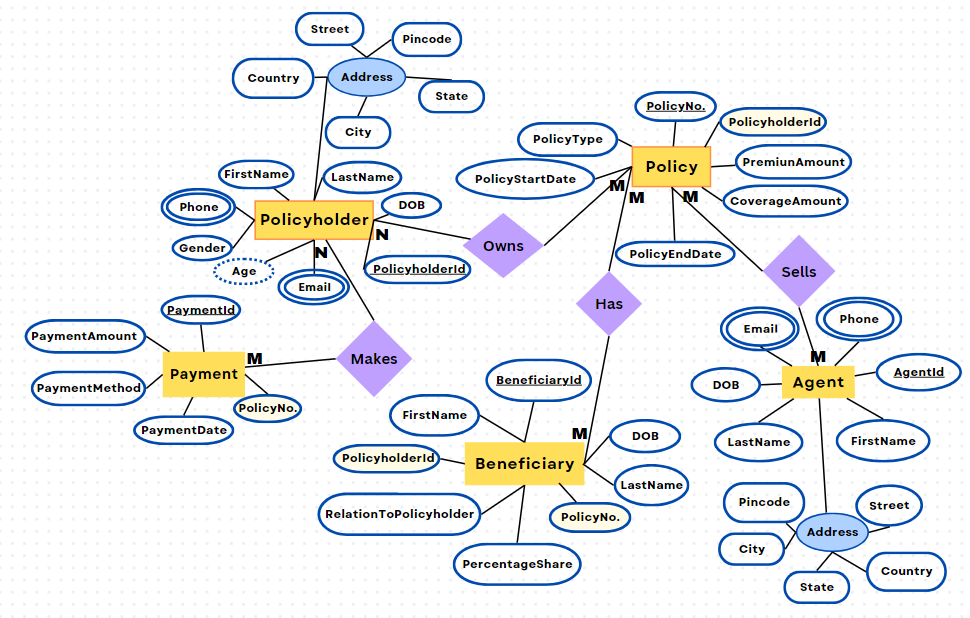 Street
Pincode
Country
Address
State
City
PolicyNo.
PolicyholderId
PolicyType
Policy
PremiunAmount
PolicyStartDate
CoverageAmount
M
M
M
PolicyEndDate
FirstName
LastName
Phone
DOB
Policyholder
Gender
N
N
Age
PolicyholderId
Email
Owns
Sells
Has
PaymentId
PaymentAmount
M
Makes
Payment
PaymentMethod
PolicyNo.
PaymentDate
Email
Phone
M
DOB
Agent
AgentId
LastName
FirstName
BeneficiaryId
FirstName
M
DOB
PolicyholderId
Beneficiary
LastName
RelationToPolicyholder
PolicyNo.
PercentageShare
Pincode
Street
Address
City
Country
State